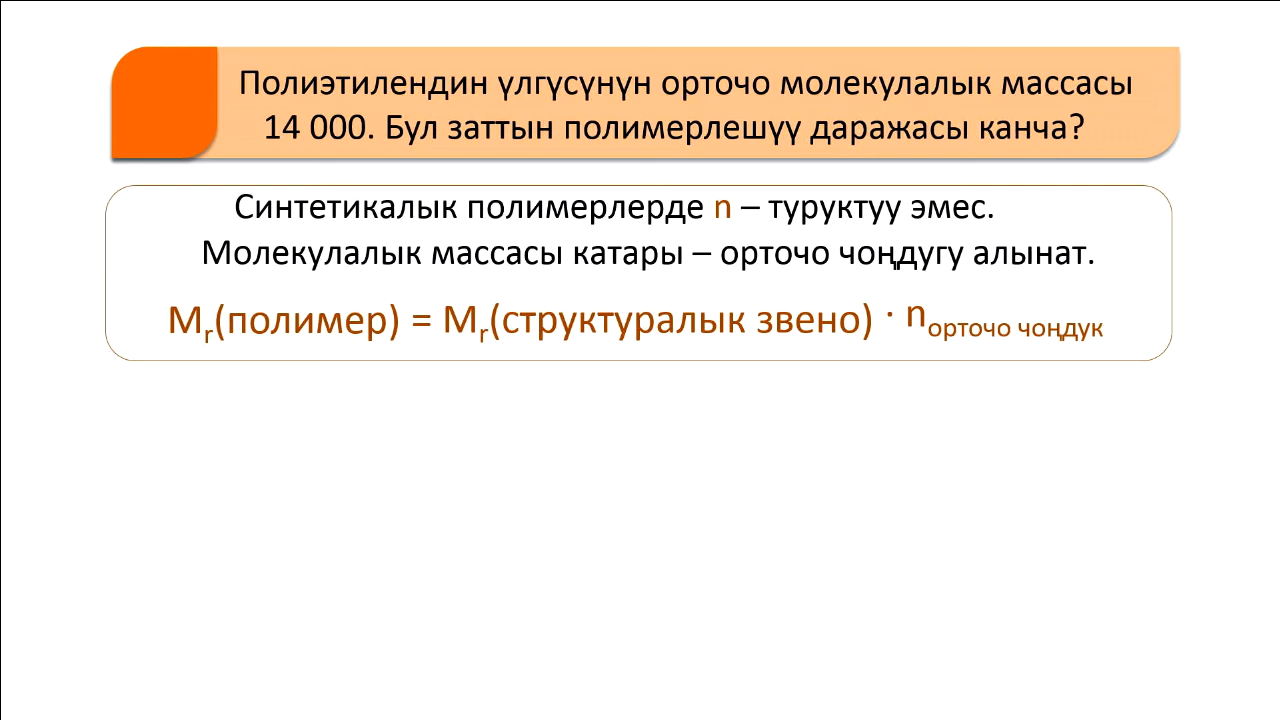 Полиэтилендин үлгүсүнүн орточо молекулалык массасы
14 000. Бул заттын полимерлешүү даражасы канча?
Синтетикалык полимерлерде n – туруктуу эмес.
Молекулалык массасы катары – орточо чоңдугу алынат.
Mr(полимер) = Mr(структуралык звено) · nорточо чоңдук